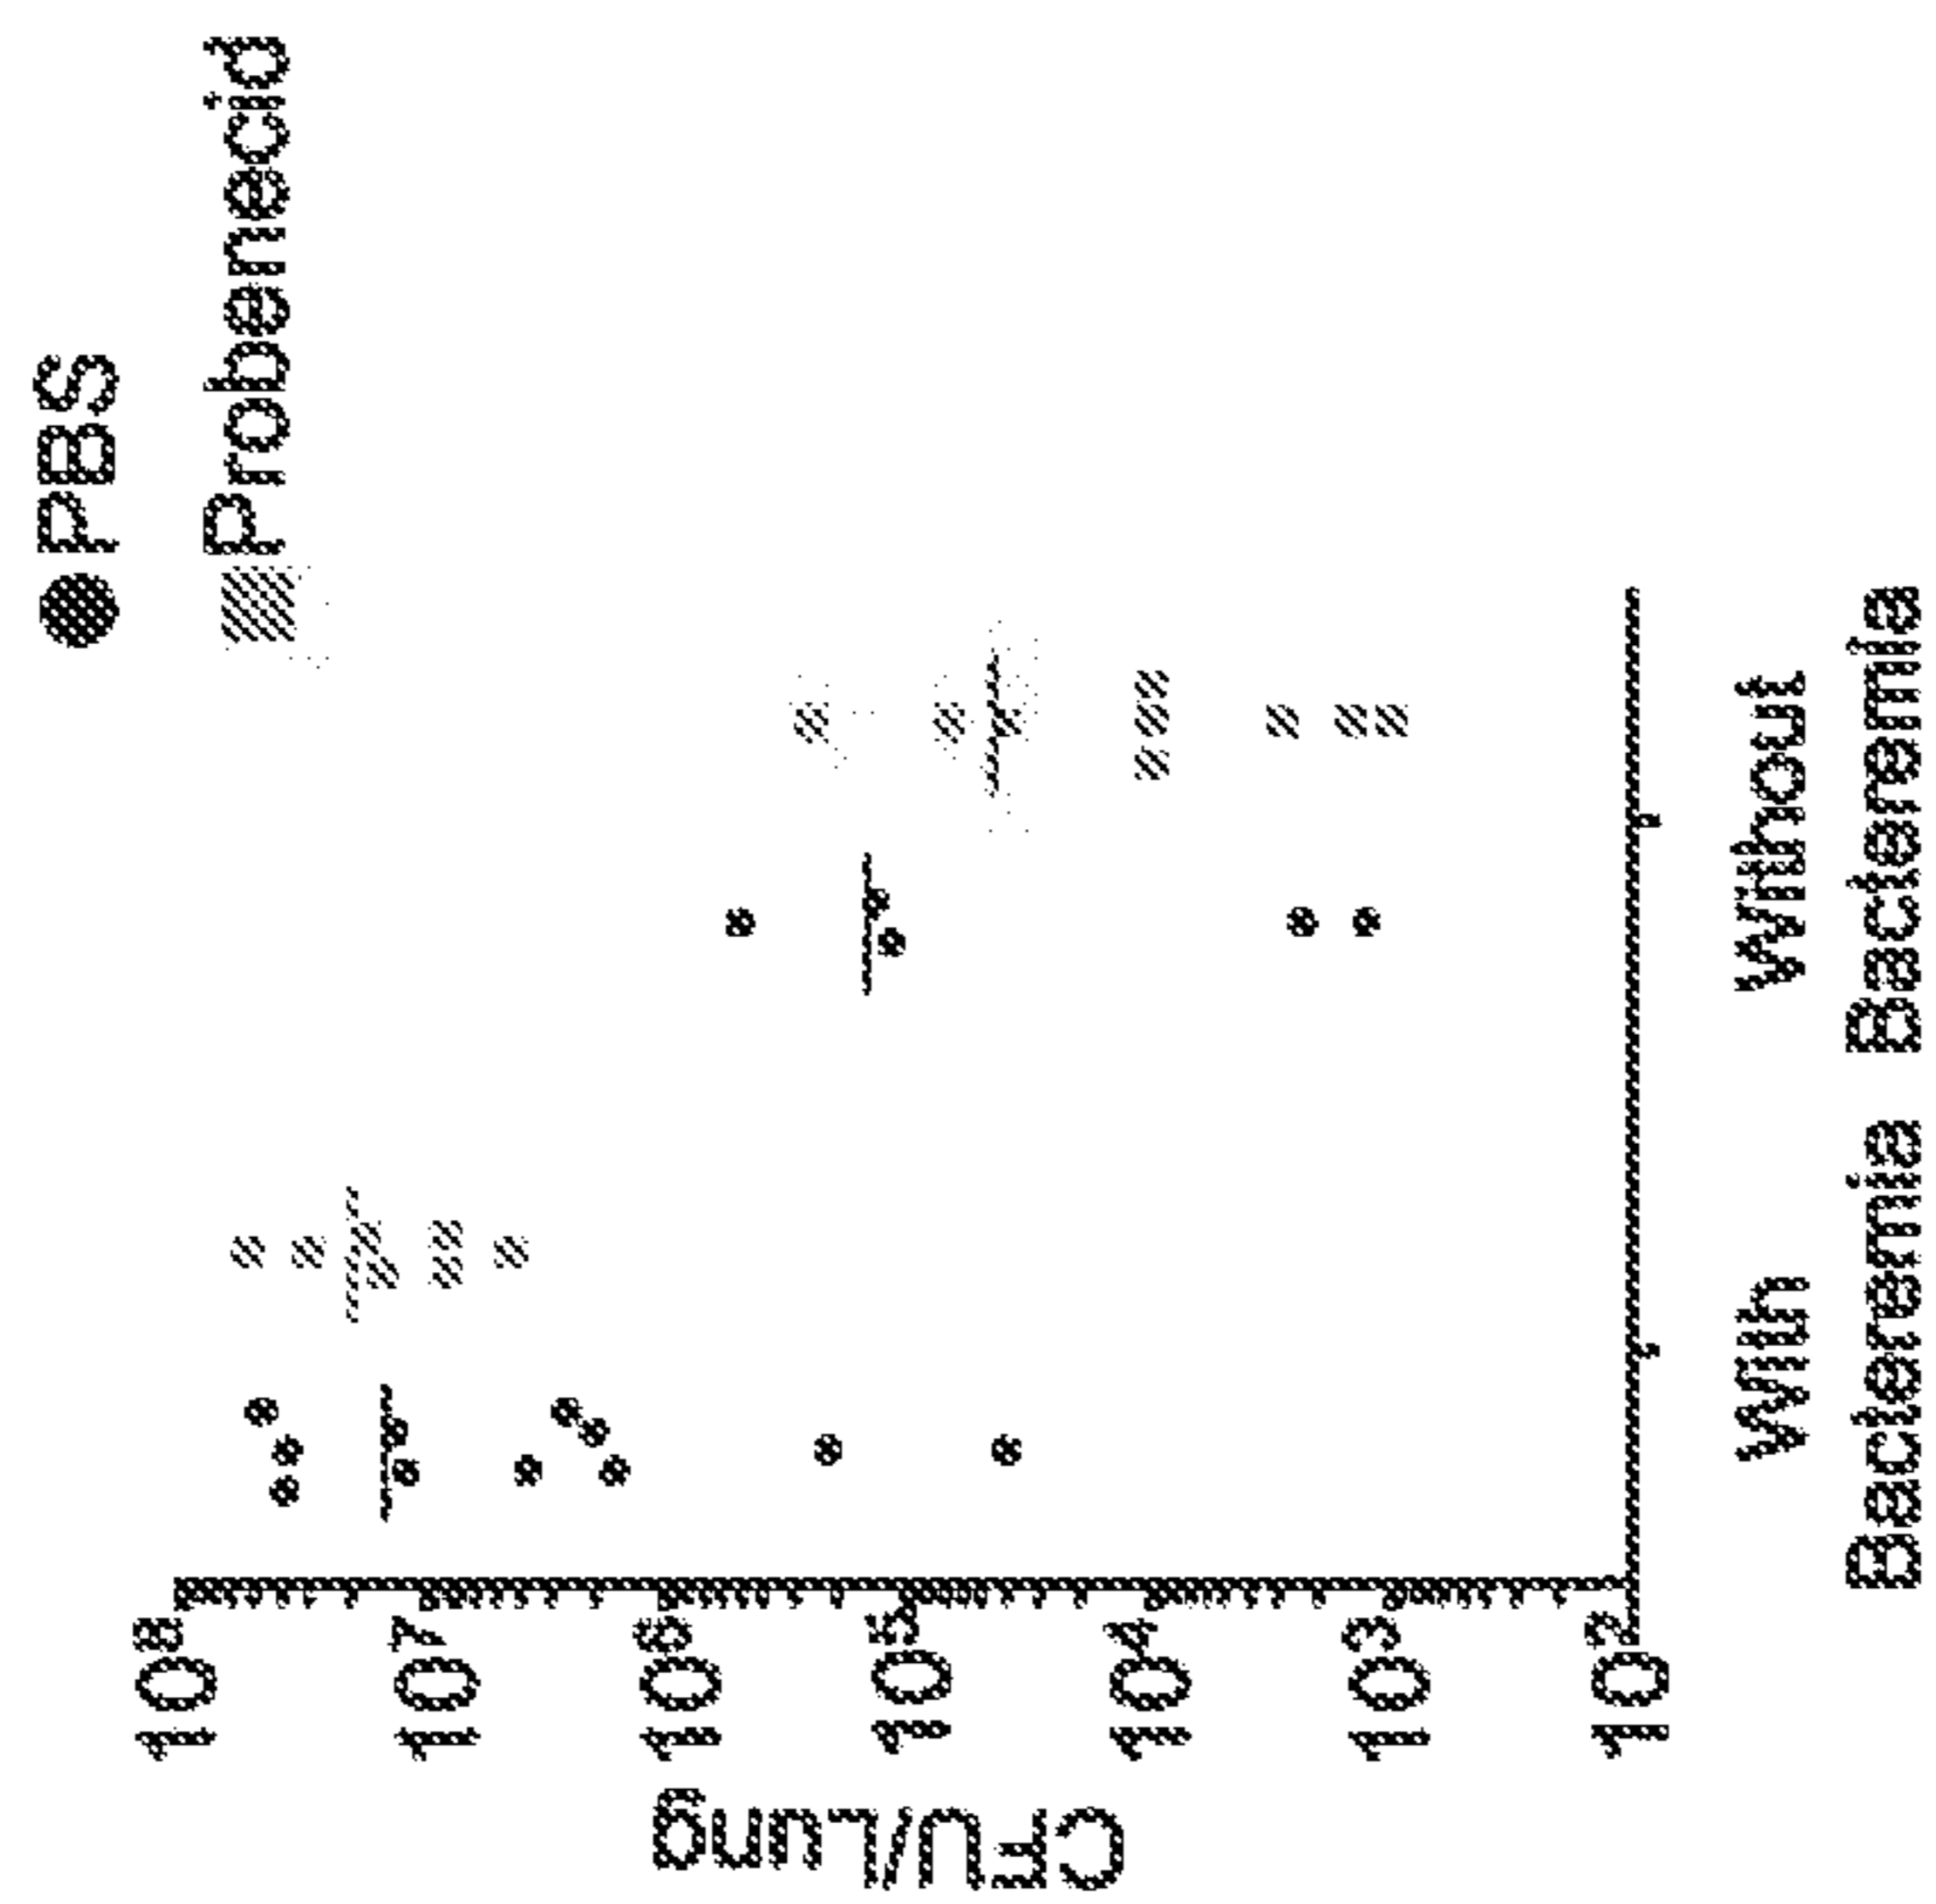 PBS
Probenecid
CFU/Lung
10⁸
10⁷
10⁶
10⁵
10⁴
10³
10²
With
Bacteremia
Without
Bacteremia